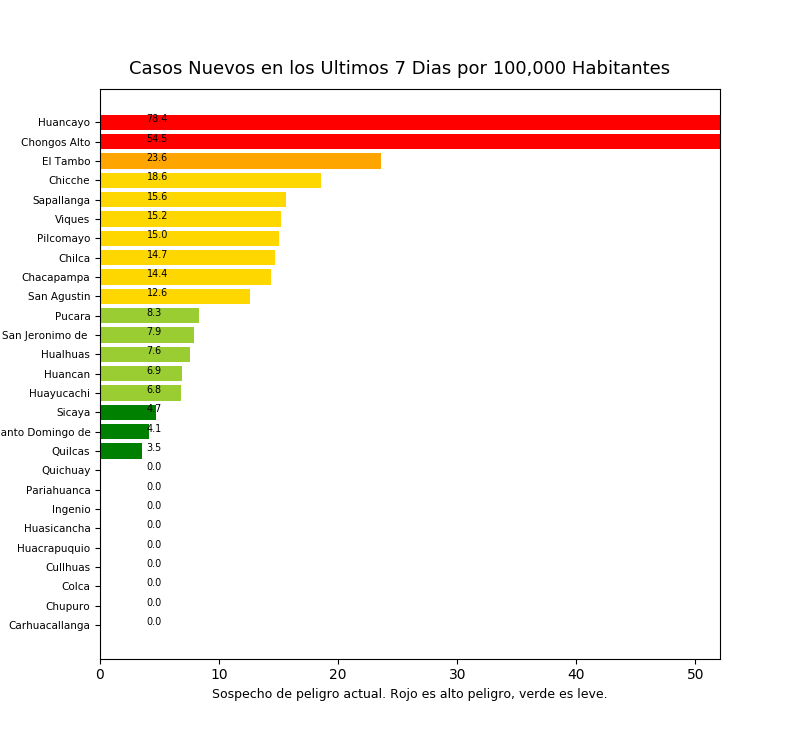 Casos Nuevos en los Ultimos 7 Dias por 100,000 Habitantes
Huancayo 78.4
Chongos Alto 54.5
El Tambo 23.6
Chicche 18.6
Sapallanga 15.6
Viques 15.2
Pilcomayo 15.0
Chilca 14.7
Chacapampa 14.4
San Agustin 12.6
Pucara 8.3
San Jeronimo de 7.9
Hualhuas 7.6
Huancan 6.9
Huayucachi 6.8
Sicaya 4.7
anto Domingo de 4.1
Quilcas 3.5
Quichuay 0.0
Pariahuanca 0.0
Ingenio 0.0
Huasicancha 0.0
Huacrapuquio 0.0
Cullhuas 0.0
Colca 0.0
Chupuro 0.0
Carhuacallanga 0.0
0 10 20 30 40 50
Sospecho de peligro actual. Rojo es alto peligro, verde es leve.